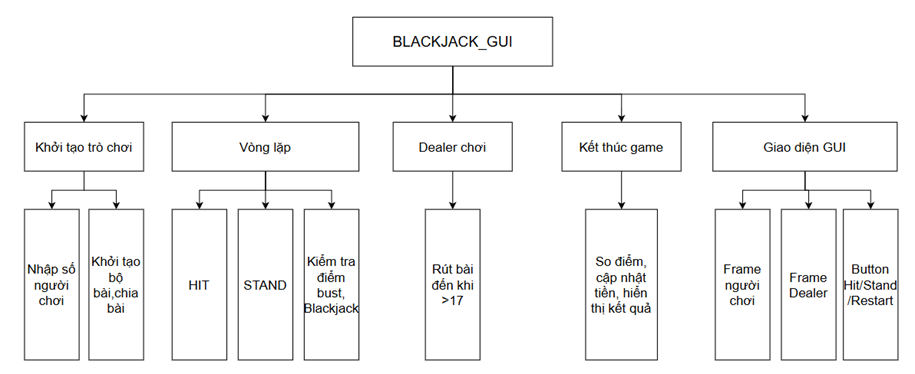 BLACKJACK_GUI
Khởi tạo trò chơi
Vòng lặp
Dealer chơi
Kết thúc game
Giao diện GUI
Nhập số
người
chơi
Khởi tạo
bộ
bài,chia
bài
HIT
STAND
Kiểm tra
điểm
bust,
Blackjack
Rút bài
đến khi
>17
So điểm,
cập nhật
tiền, hiển
thị kết quả
Frame
người
chơi
Frame
Dealer
Button
Hit/Stand
/Restart